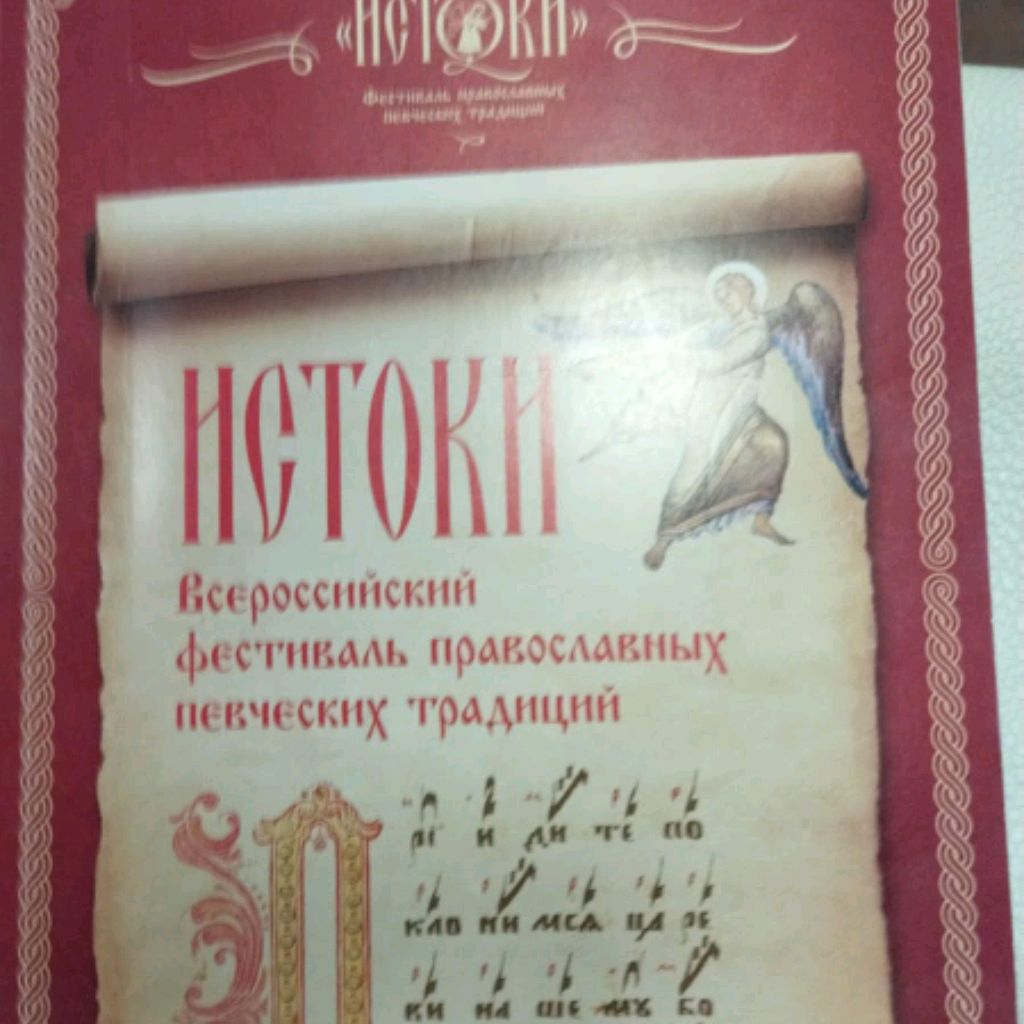 «ИСТОКИ»
Фестиваль православных
певческих традиций
ИСТОКИ
Всероссийский
фестиваль православных
певческих традиций
П РІ И ДИ ТЕ ПО
КЛО НИ МСѦ ЦА РЕ
ВИ НА ШЕ МꙊ БО